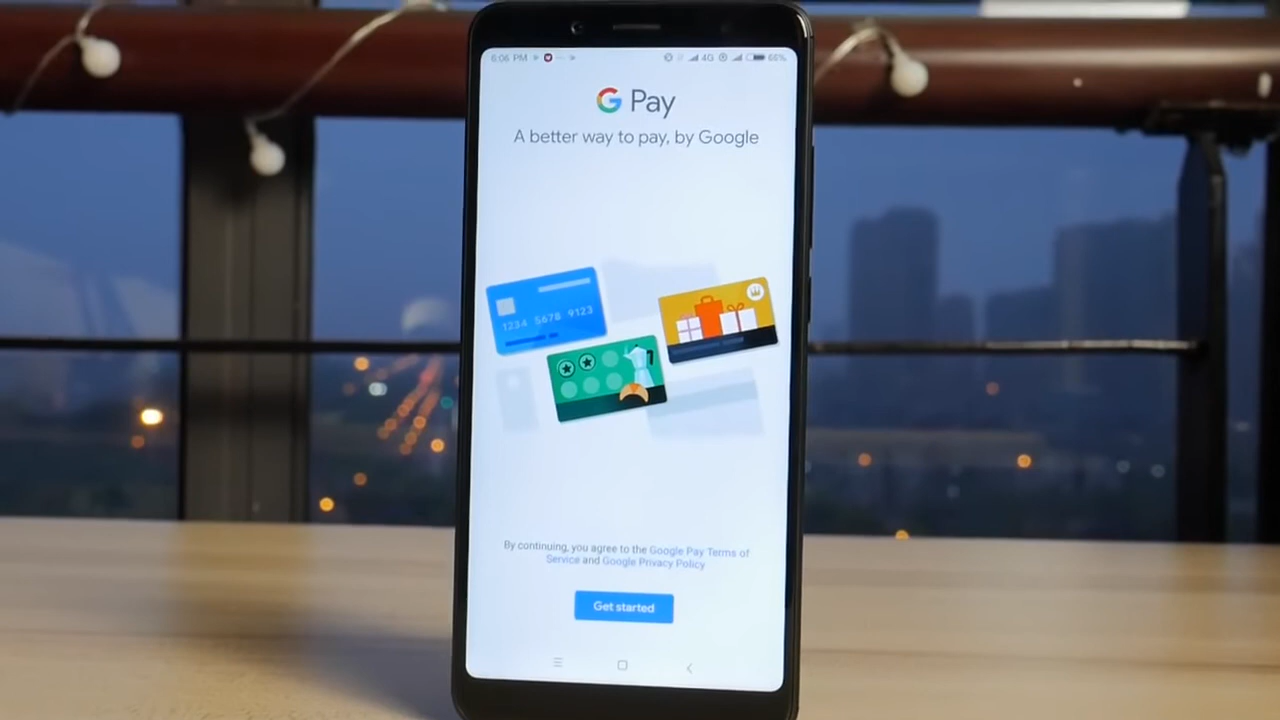 6:06 PM 4G 66%
G Pay
A better way to pay, by Google
1234 5678 9123
By continuing, you agree to the Google Pay Terms of
Service and Google Privacy Policy
Get started